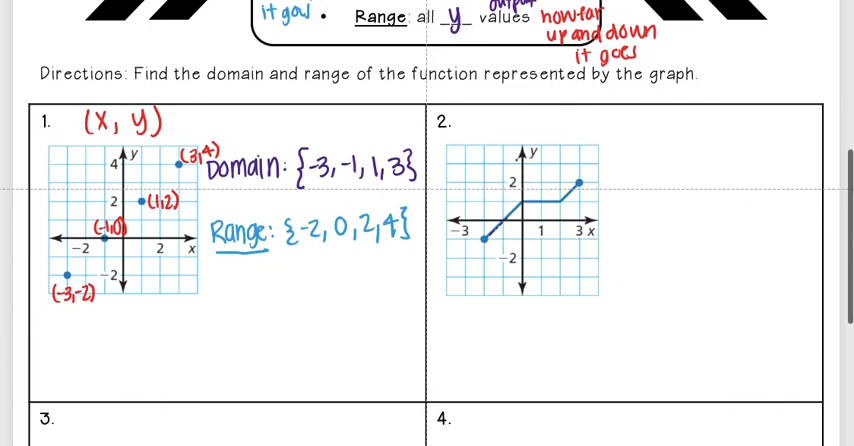 it goes • Range: all _y_ values
output
how far
up and down
it goes
Directions: Find the domain and range of the function represented by the graph.
1. (x, y)
y
4
(3,4)
Domain: {-3, -1, 1, 3}
2
(1,2)
(-1,0)
Range: {-2, 0, 2, 4}
-2
2
x
-2
(-3,-2)
2.
y
2
-3
1
3 x
-2
3.
4.